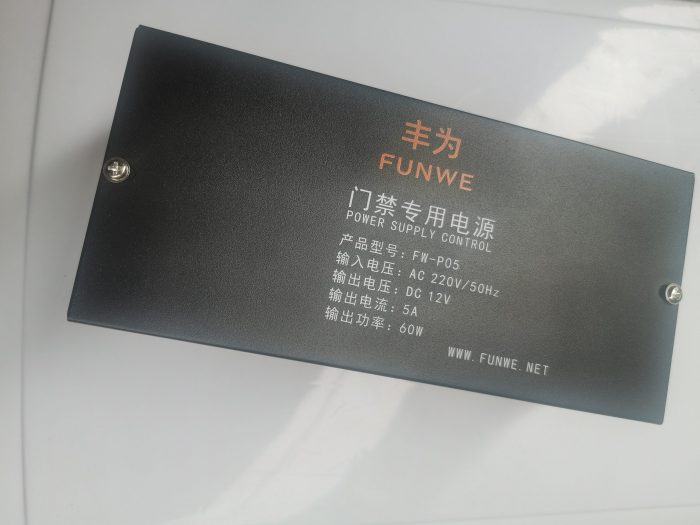 丰为
FUNWE
门禁专用电源
POWER SUPPLY CONTROL
产品型号: FW-P05
输入电压: AC 220V/50Hz
输出电压: DC 12V
输出电流: 5A
输出功率: 60W
WWW.FUNWE.NET